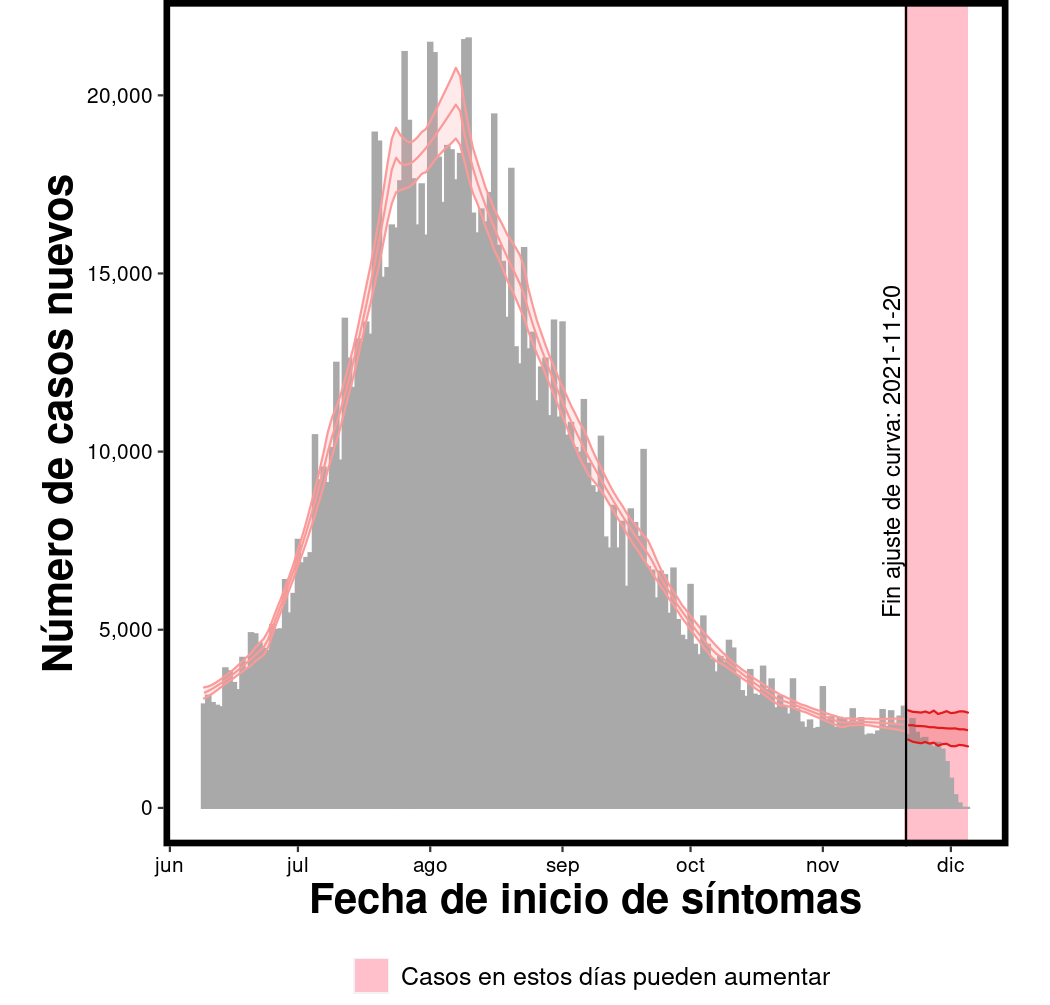 Número de casos nuevos
20,000
15,000
10,000
5,000
0
Fin ajuste de curva: 2021-11-20
jun jul ago sep oct nov dic
Fecha de inicio de síntomas
Casos en estos días pueden aumentar